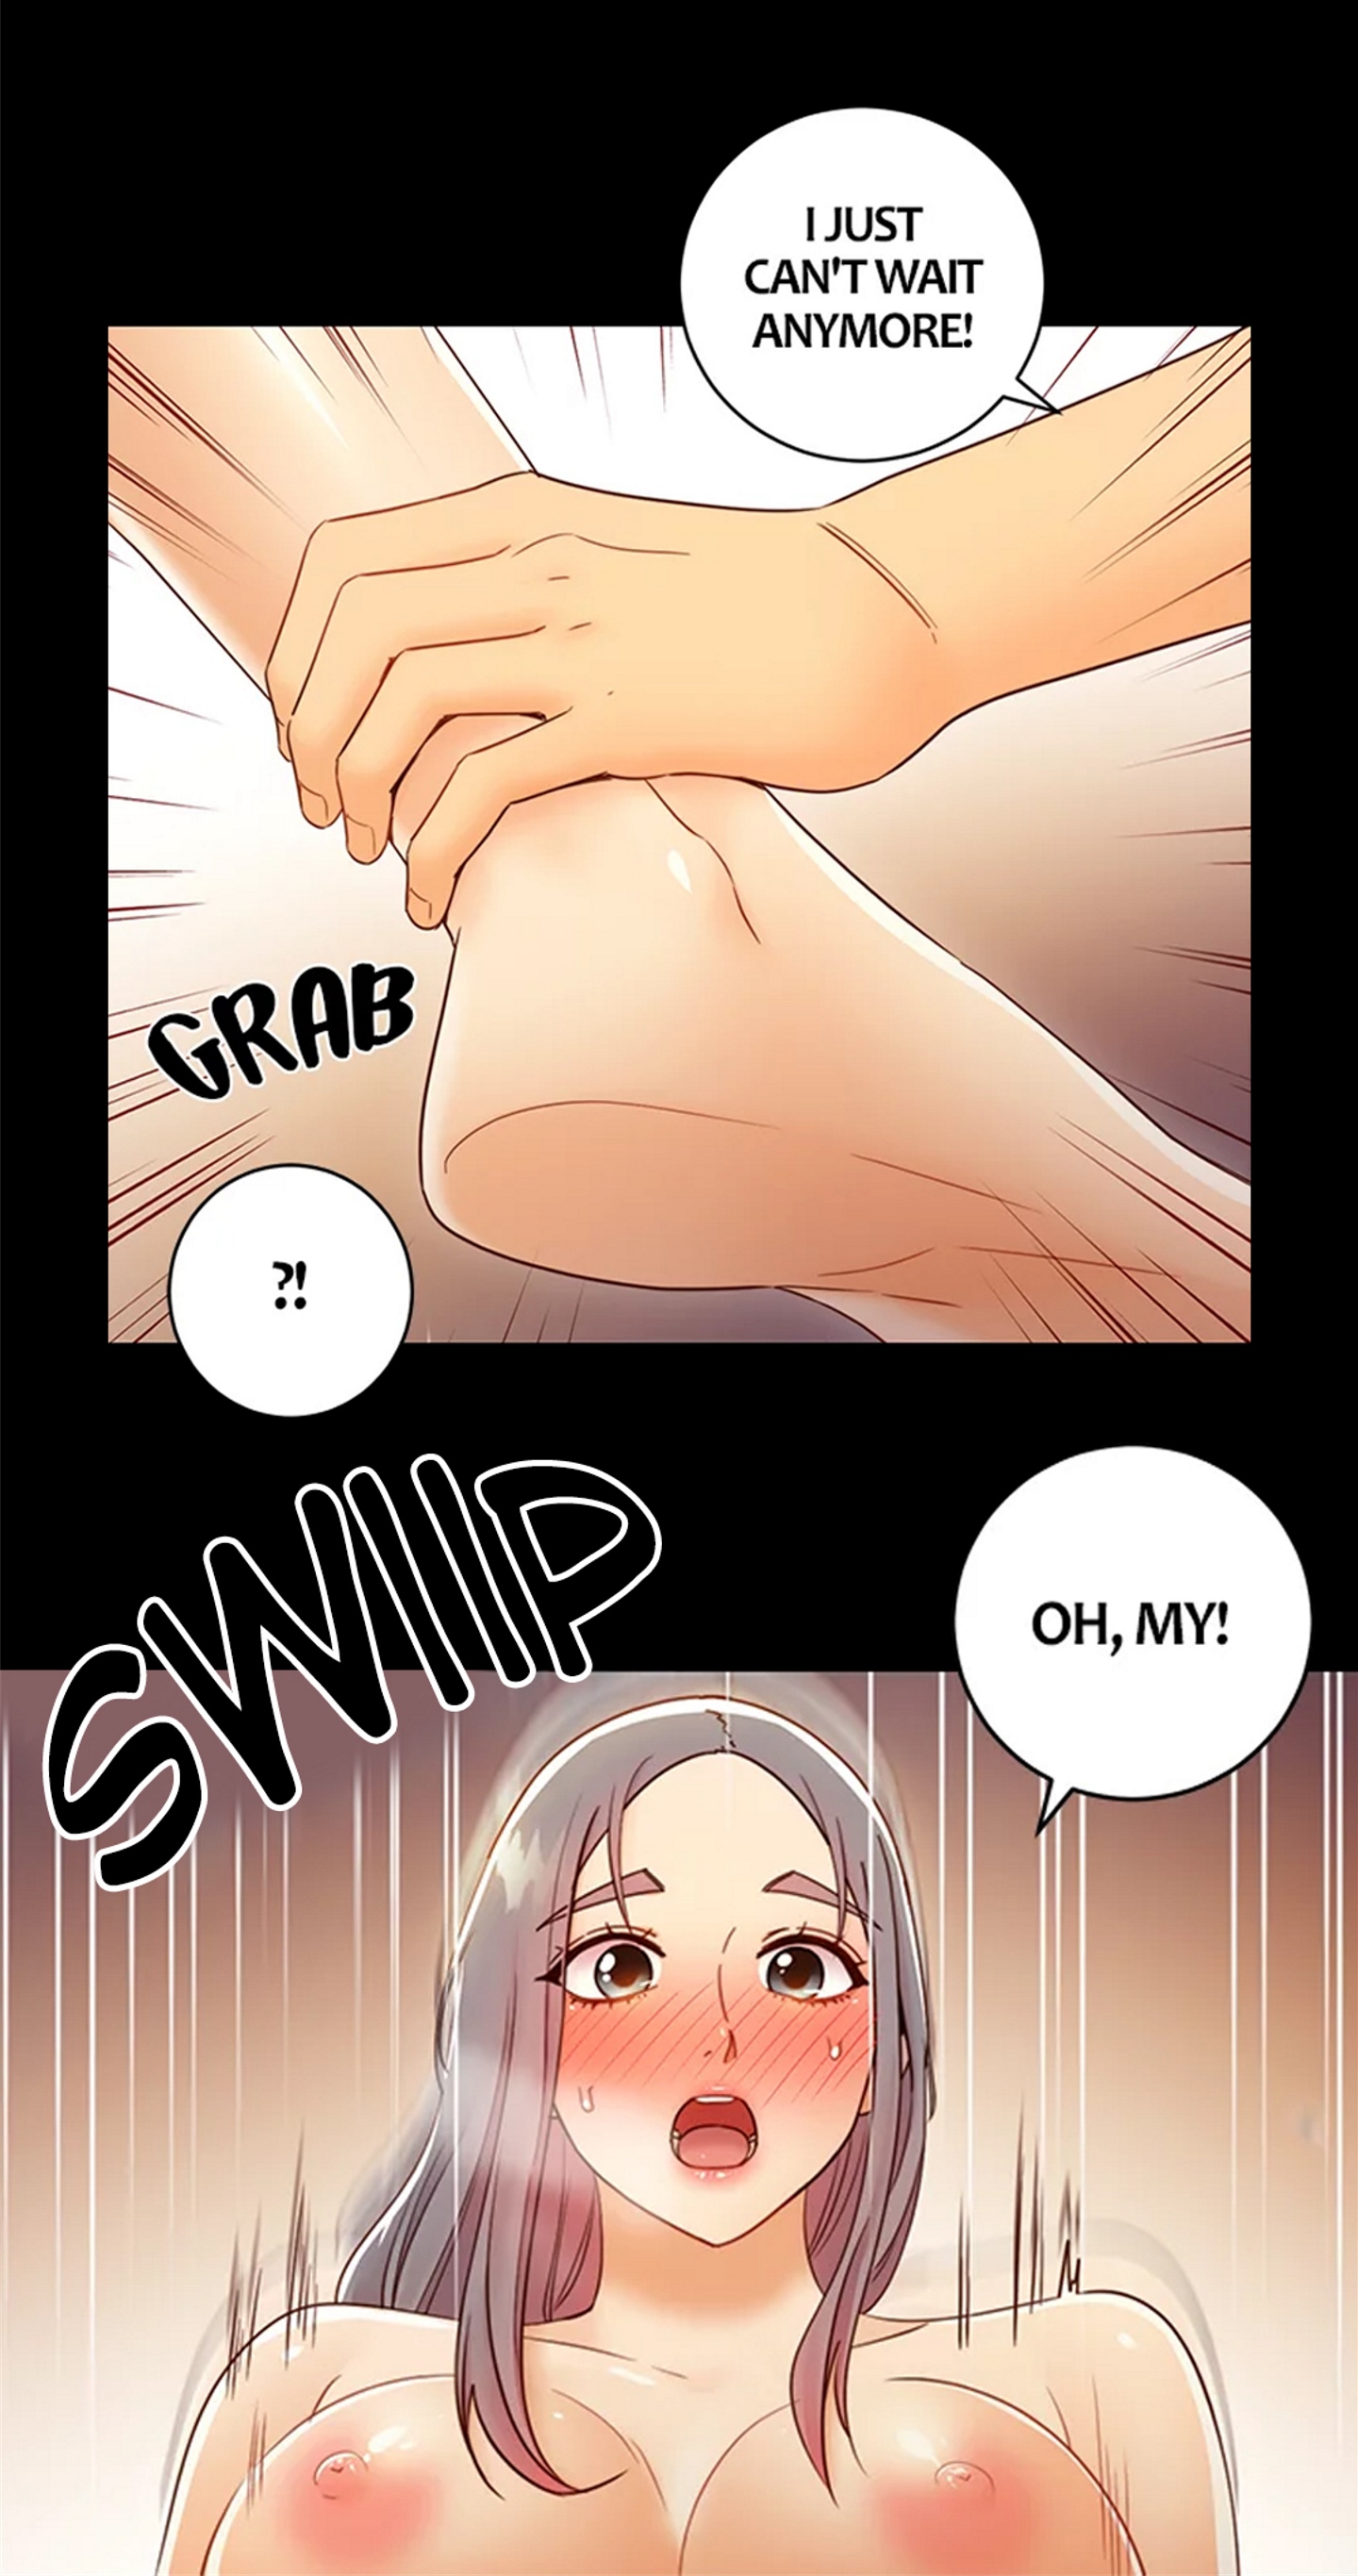 I JUST
CAN'T WAIT
ANYMORE!
GRAB
?!
SWIIP
OH, MY!